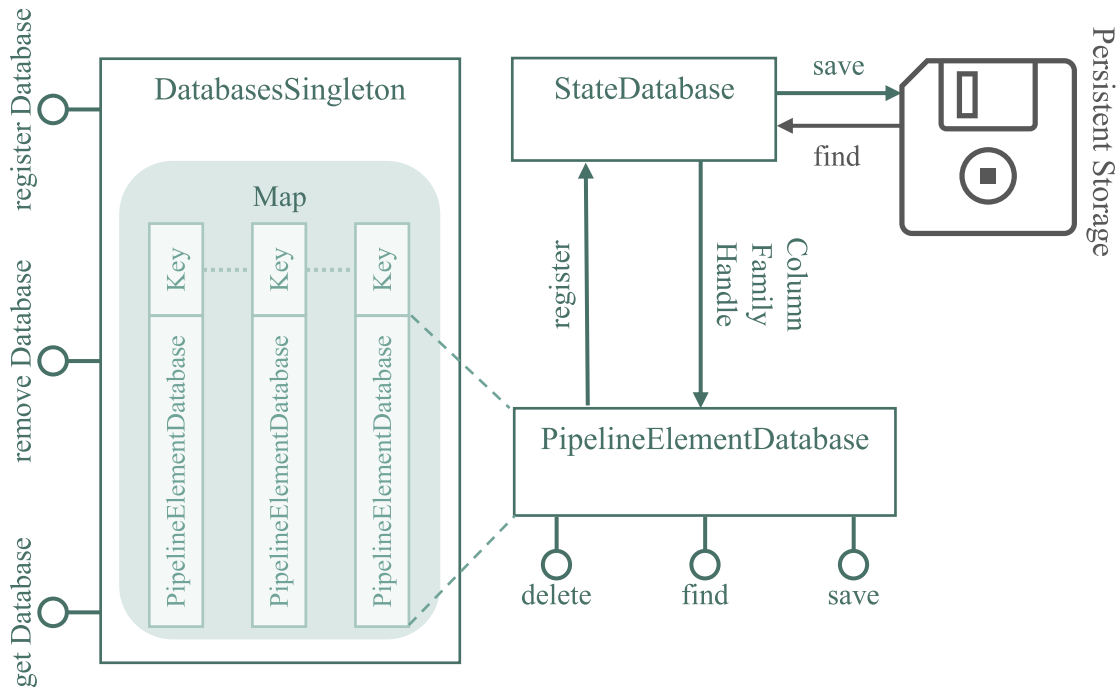 register Database
remove Database
get Database
DatabasesSingleton
Map
Key
Key
Key
PipelineElementDatabase
PipelineElementDatabase
PipelineElementDatabase
StateDatabase
save
find
Persistent Storage
register
Column
Family
Handle
PipelineElementDatabase
delete
find
save